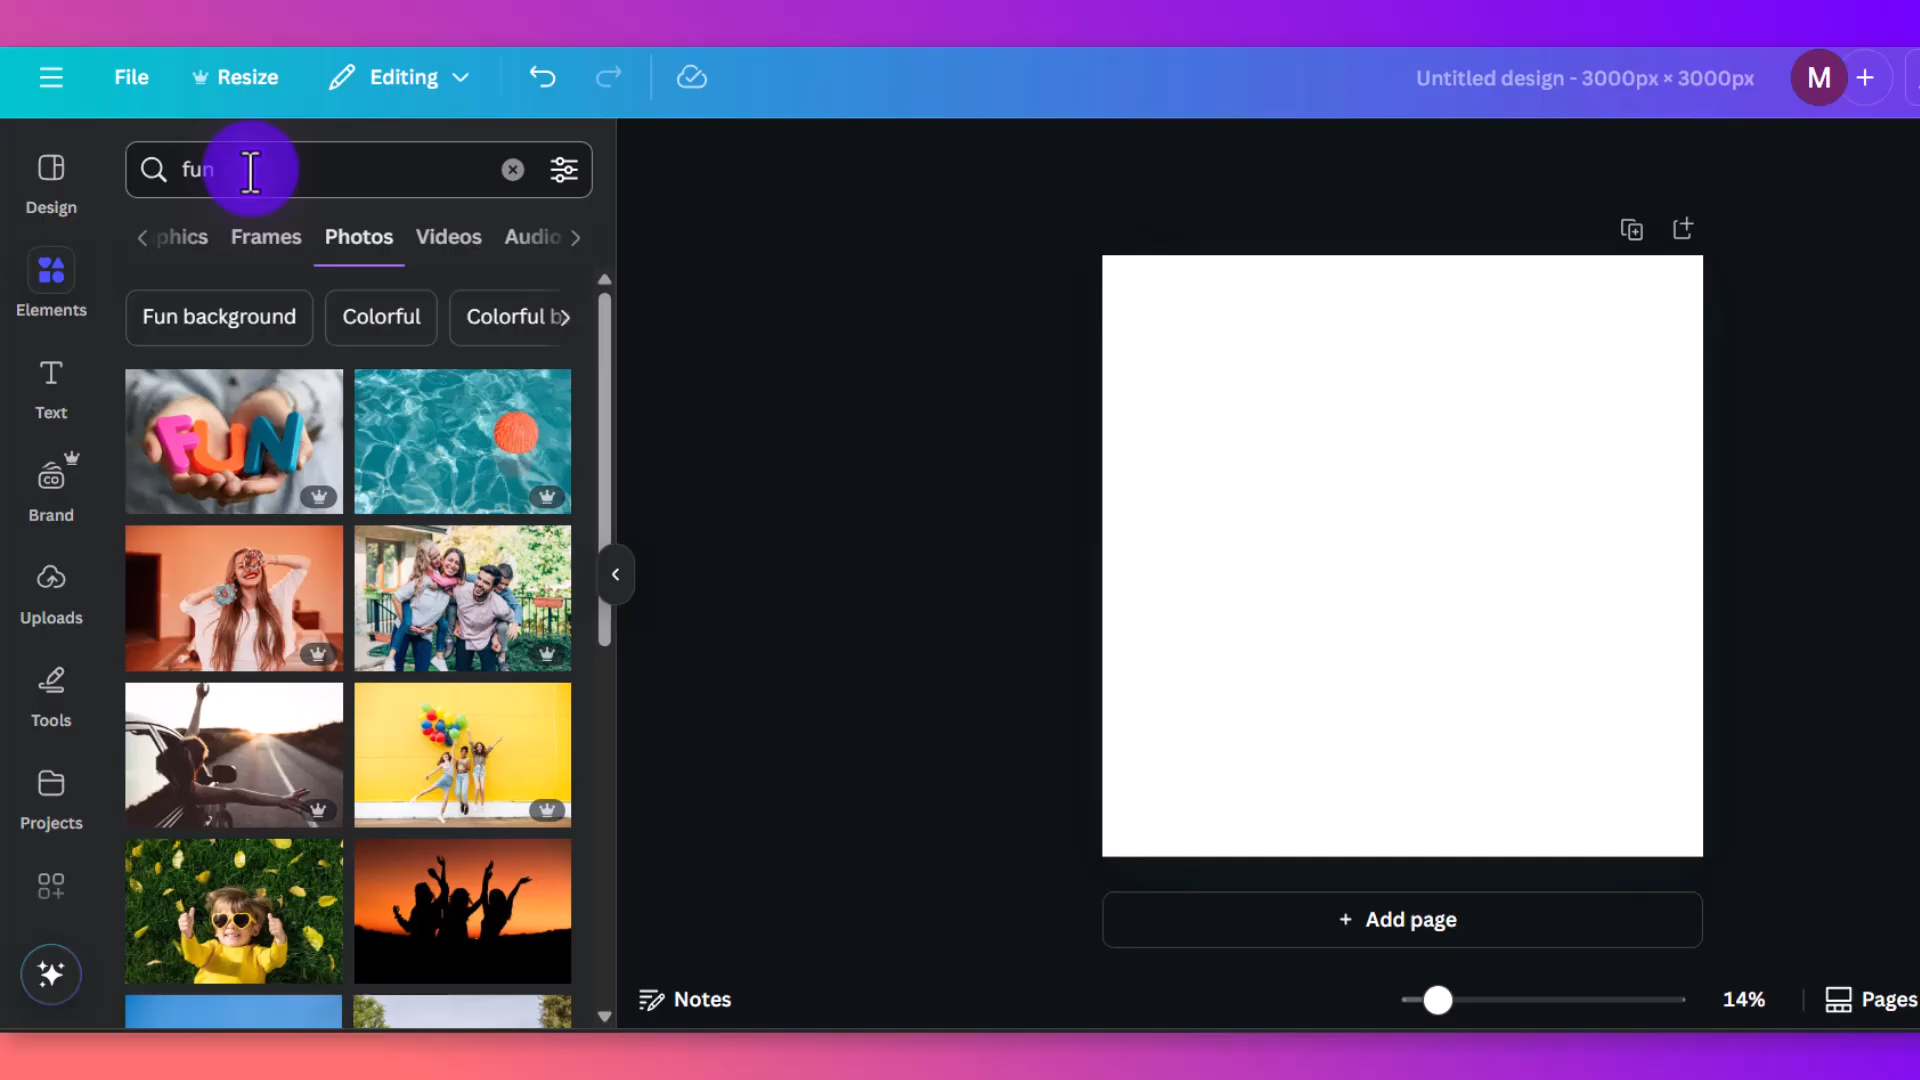 File
Resize
Editing
Untitled design - 3000px × 3000px
M
fun
phics
Frames
Photos
Videos
Audio
Design
Elements
Text
CO
Brand
Uploads
Tools
Projects
Fun background
Colorful
Colorful b
FUN
+ Add page
Notes
14%
Pages